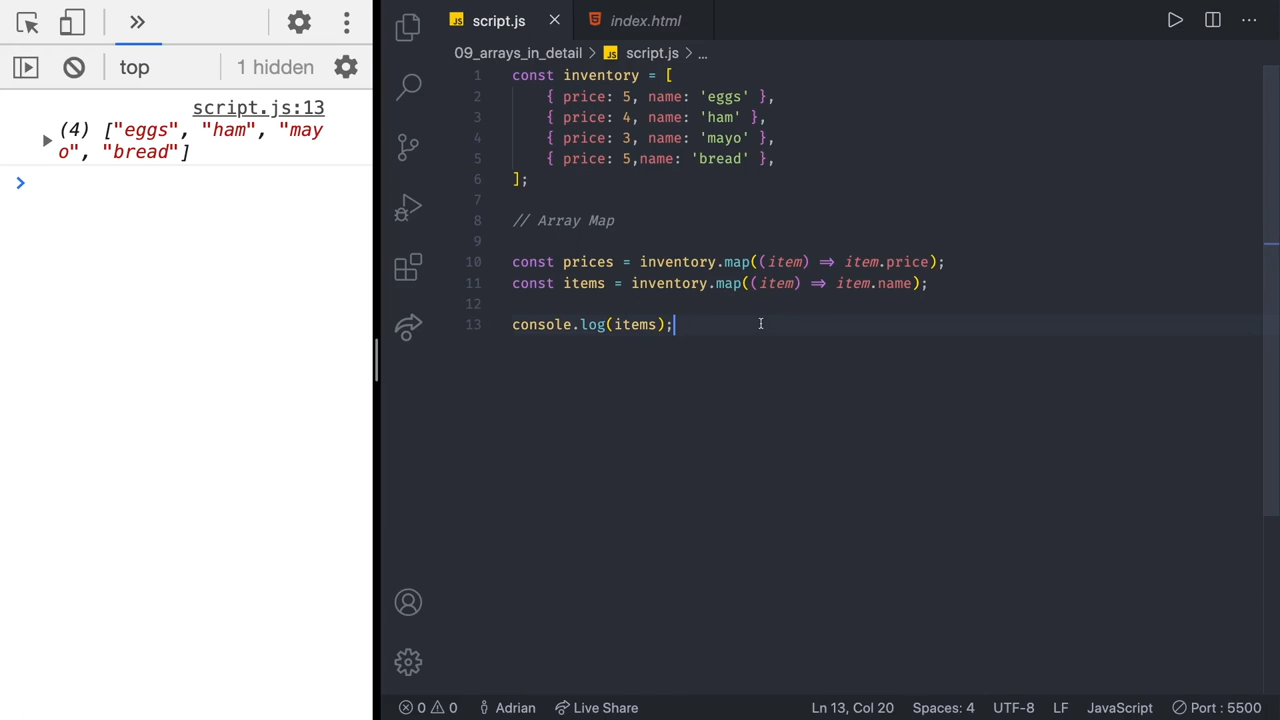 top
1 hidden
script.js:13
(4) ["eggs", "ham", "may
o", "bread"]
script.js
index.html
09_arrays_in_detail > script.js > ...
1 const inventory = [
2 { price: 5, name: 'eggs' },
3 { price: 4, name: 'ham' },
4 { price: 3, name: 'mayo' },
5 { price: 5,name: 'bread' },
6 ];
7
8 // Array Map
9
10 const prices = inventory.map((item) => item.price);
11 const items = inventory.map((item) => item.name);
12
13 console.log(items);
0 0 Adrian Live Share Ln 13, Col 20 Spaces: 4 UTF-8 LF JavaScript Port : 5500